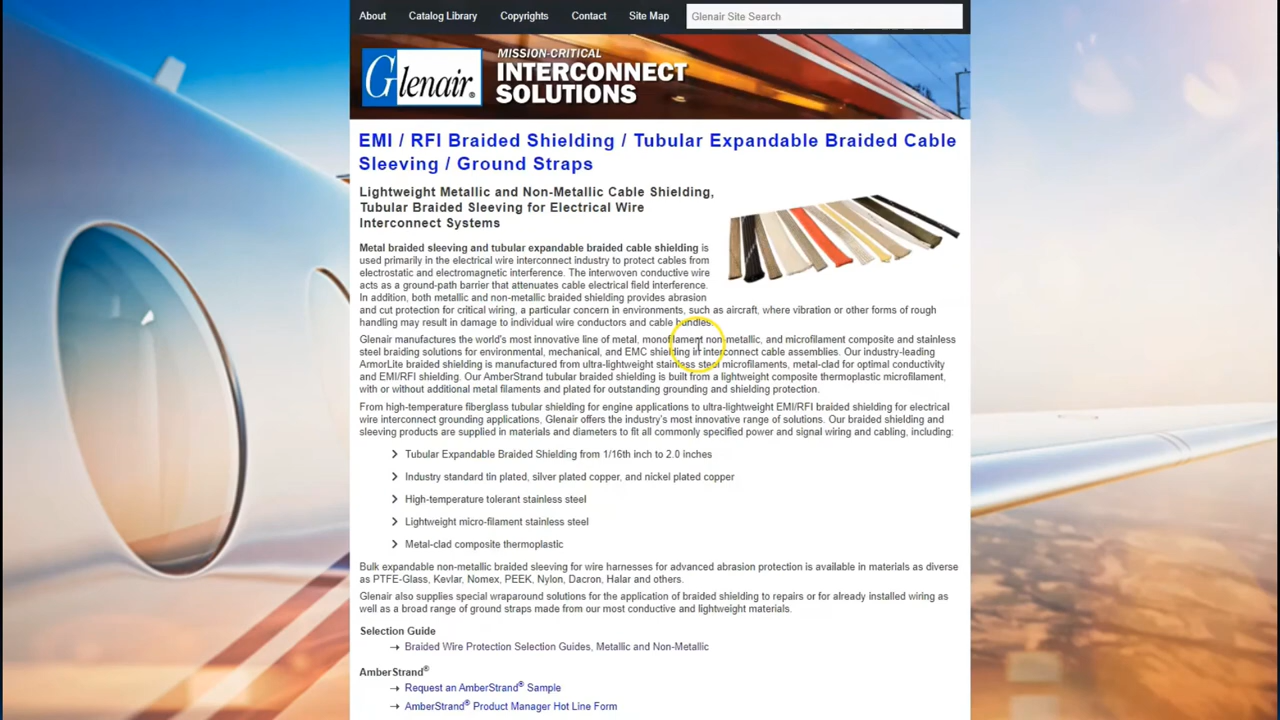 About Catalog Library Copyrights Contact Site Map Glenair Site Search
Glenair®
MISSION-CRITICAL
INTERCONNECT
SOLUTIONS
EMI / RFI Braided Shielding / Tubular Expandable Braided Cable
Sleeving / Ground Straps
Lightweight Metallic and Non-Metallic Cable Shielding,
Tubular Braided Sleeving for Electrical Wire
Interconnect Systems
Metal braided sleeving and tubular expandable braided cable shielding is
used primarily in the electrical wire interconnect industry to protect cables from
electrostatic and electromagnetic interference. The interwoven conductive wire
acts as a ground-path barrier that attenuates cable electrical field interference.
In addition, both metallic and non-metallic braided shielding provides abrasion
and cut protection for critical wiring, a particular concern in environments, such as aircraft, where vibration or other forms of rough
handling may result in damage to individual wire conductors and cable bundles.
Glenair manufactures the world's most innovative line of metal, monofilament non-metallic, and microfilament composite and stainless
steel braiding solutions for environmental, mechanical, and EMC shielding in interconnect cable assemblies. Our industry-leading
ArmorLite braided shielding is manufactured from ultra-lightweight stainless steel microfilaments, metal-clad for optimal conductivity
and EMI/RFI shielding. Our AmberStrand tubular braided shielding is built from a lightweight composite thermoplastic microfilament,
with or without additional metal filaments and plated for outstanding grounding and shielding protection.
From high-temperature fiberglass tubular shielding for engine applications to ultra-lightweight EMI/RFI braided shielding for electrical
wire interconnect grounding applications, Glenair offers the industry's most innovative range of solutions. Our braided shielding and
sleeving products are supplied in materials and diameters to fit all commonly specified power and signal wiring and cabling, including:
Tubular Expandable Braided Shielding from 1/16th inch to 2.0 inches
Industry standard tin plated, silver plated copper, and nickel plated copper
High-temperature tolerant stainless steel
Lightweight micro-filament stainless steel
Metal-clad composite thermoplastic
Bulk expandable non-metallic braided sleeving for wire harnesses for advanced abrasion protection is available in materials as diverse
as PTFE-Glass, Kevlar, Nomex, PEEK, Nylon, Dacron, Halar and others.
Glenair also supplies special wraparound solutions for the application of braided shielding to repairs or for already installed wiring as
well as a broad range of ground straps made from our most conductive and lightweight materials.
Selection Guide
→ Braided Wire Protection Selection Guides, Metallic and Non-Metallic
AmberStrand®
→ Request an AmberStrand® Sample
→ AmberStrand® Product Manager Hot Line Form